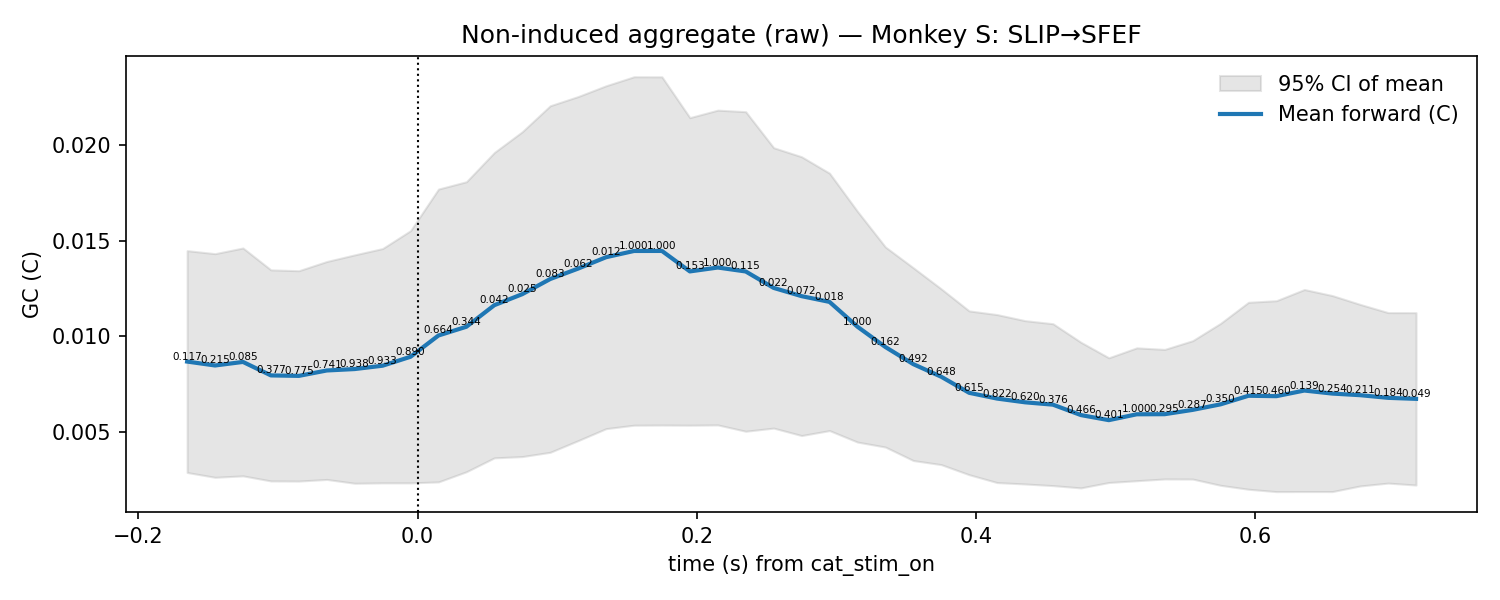 Non-induced aggregate (raw) — Monkey S: SLIP→SFEF
95% CI of mean
Mean forward (C)
GC (C)
0.020
0.015
0.010
0.005
0.117 0.215 0.085 0.377 0.775 0.741 0.938 0.933 0.890 0.664 0.344 0.042 0.025 0.083 0.062 0.012 1.000 1.000 0.153 1.000 0.115 0.022 0.072 0.018 1.000 0.162 0.492 0.648 0.615 0.822 0.620 0.376 0.466 0.401 1.000 0.295 0.287 0.350 0.415 0.460 0.139 0.254 0.211 0.184 0.049
−0.2 0.0 0.2 0.4 0.6
time (s) from cat_stim_on